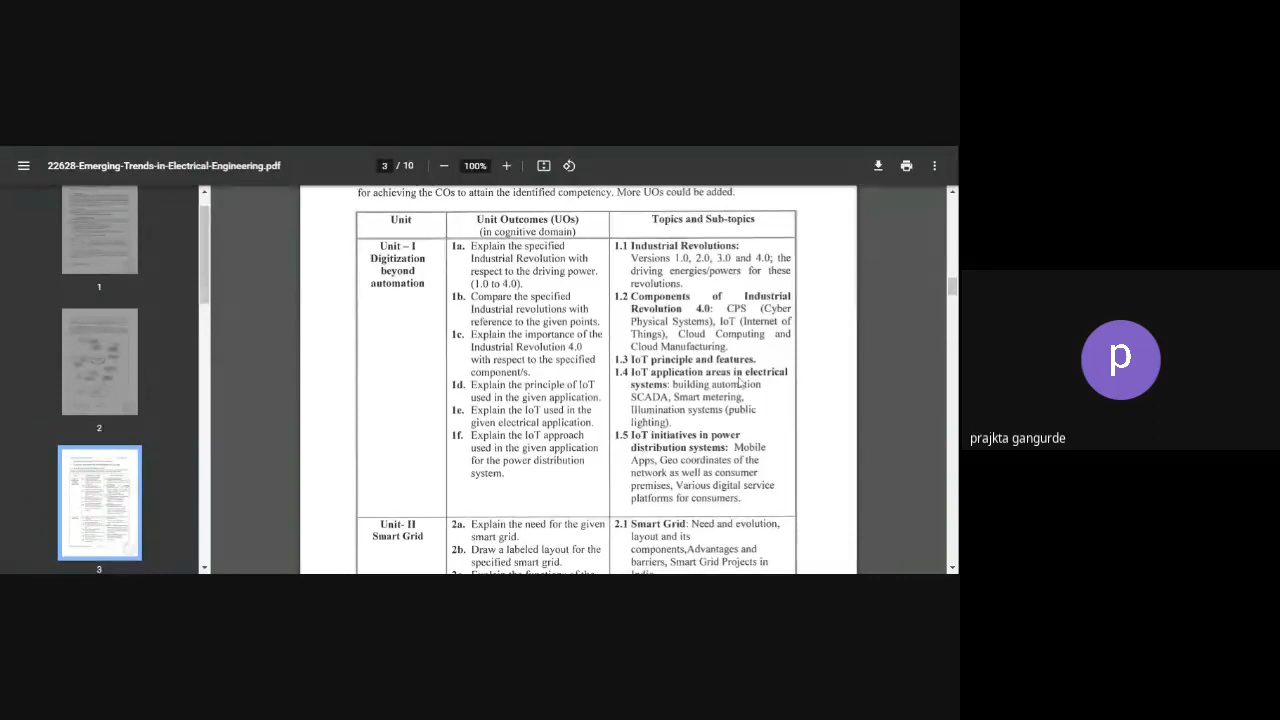 22628-Emerging-Trends-in-Electrical-Engineering.pdf
3 / 10
100%
for achieving the COs to attain the identified competency. More UOs could be added.
Unit
Unit Outcomes (UOs)
(in cognitive domain)
Topics and Sub-topics
Unit – I
Digitization
beyond
automation
1a. Explain the specified
Industrial Revolution with
respect to the driving power.
(1.0 to 4.0).
1b. Compare the specified
Industrial revolutions with
reference to the given points.
1c. Explain the importance of the
Industrial Revolution 4.0
with respect to the specified
component/s.
1d. Explain the principle of IoT
used in the given application.
1e. Explain the IoT used in the
given electrical application.
1f. Explain the IoT approach
used in the given application
for the power distribution
system.
1.1 Industrial Revolutions:
Versions 1.0, 2.0, 3.0 and 4.0; the
driving energies/powers for these
revolutions.
1.2 Components of Industrial
Revolution 4.0: CPS (Cyber
Physical Systems), IoT (Internet of
Things), Cloud Computing and
Cloud Manufacturing.
1.3 IoT principle and features.
1.4 IoT application areas in electrical
systems: building automation
SCADA, Smart metering,
Illumination systems (public
lighting).
1.5 IoT initiatives in power
distribution systems: Mobile
Apps, Geo coordinates of the
network as well as consumer
premises, Various digital service
platforms for consumers.
Unit- II
Smart Grid
2a. Explain the need for the given
smart grid.
2b. Draw a labeled layout for the
specified smart grid.
2.1 Smart Grid: Need and evolution,
layout and its
components,Advantages and
barriers, Smart Grid Projects in
1
2
3
p
prajkta gangurde